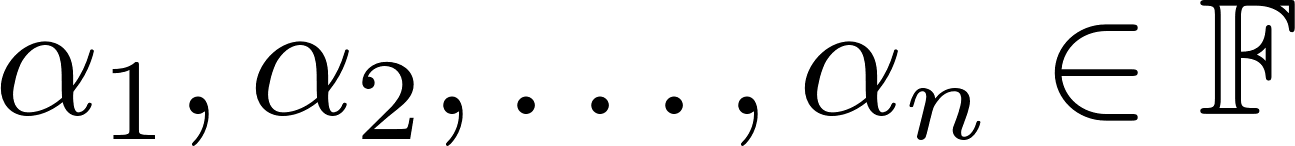 α₁, α₂, . . . , αₙ ∈ 𝔽